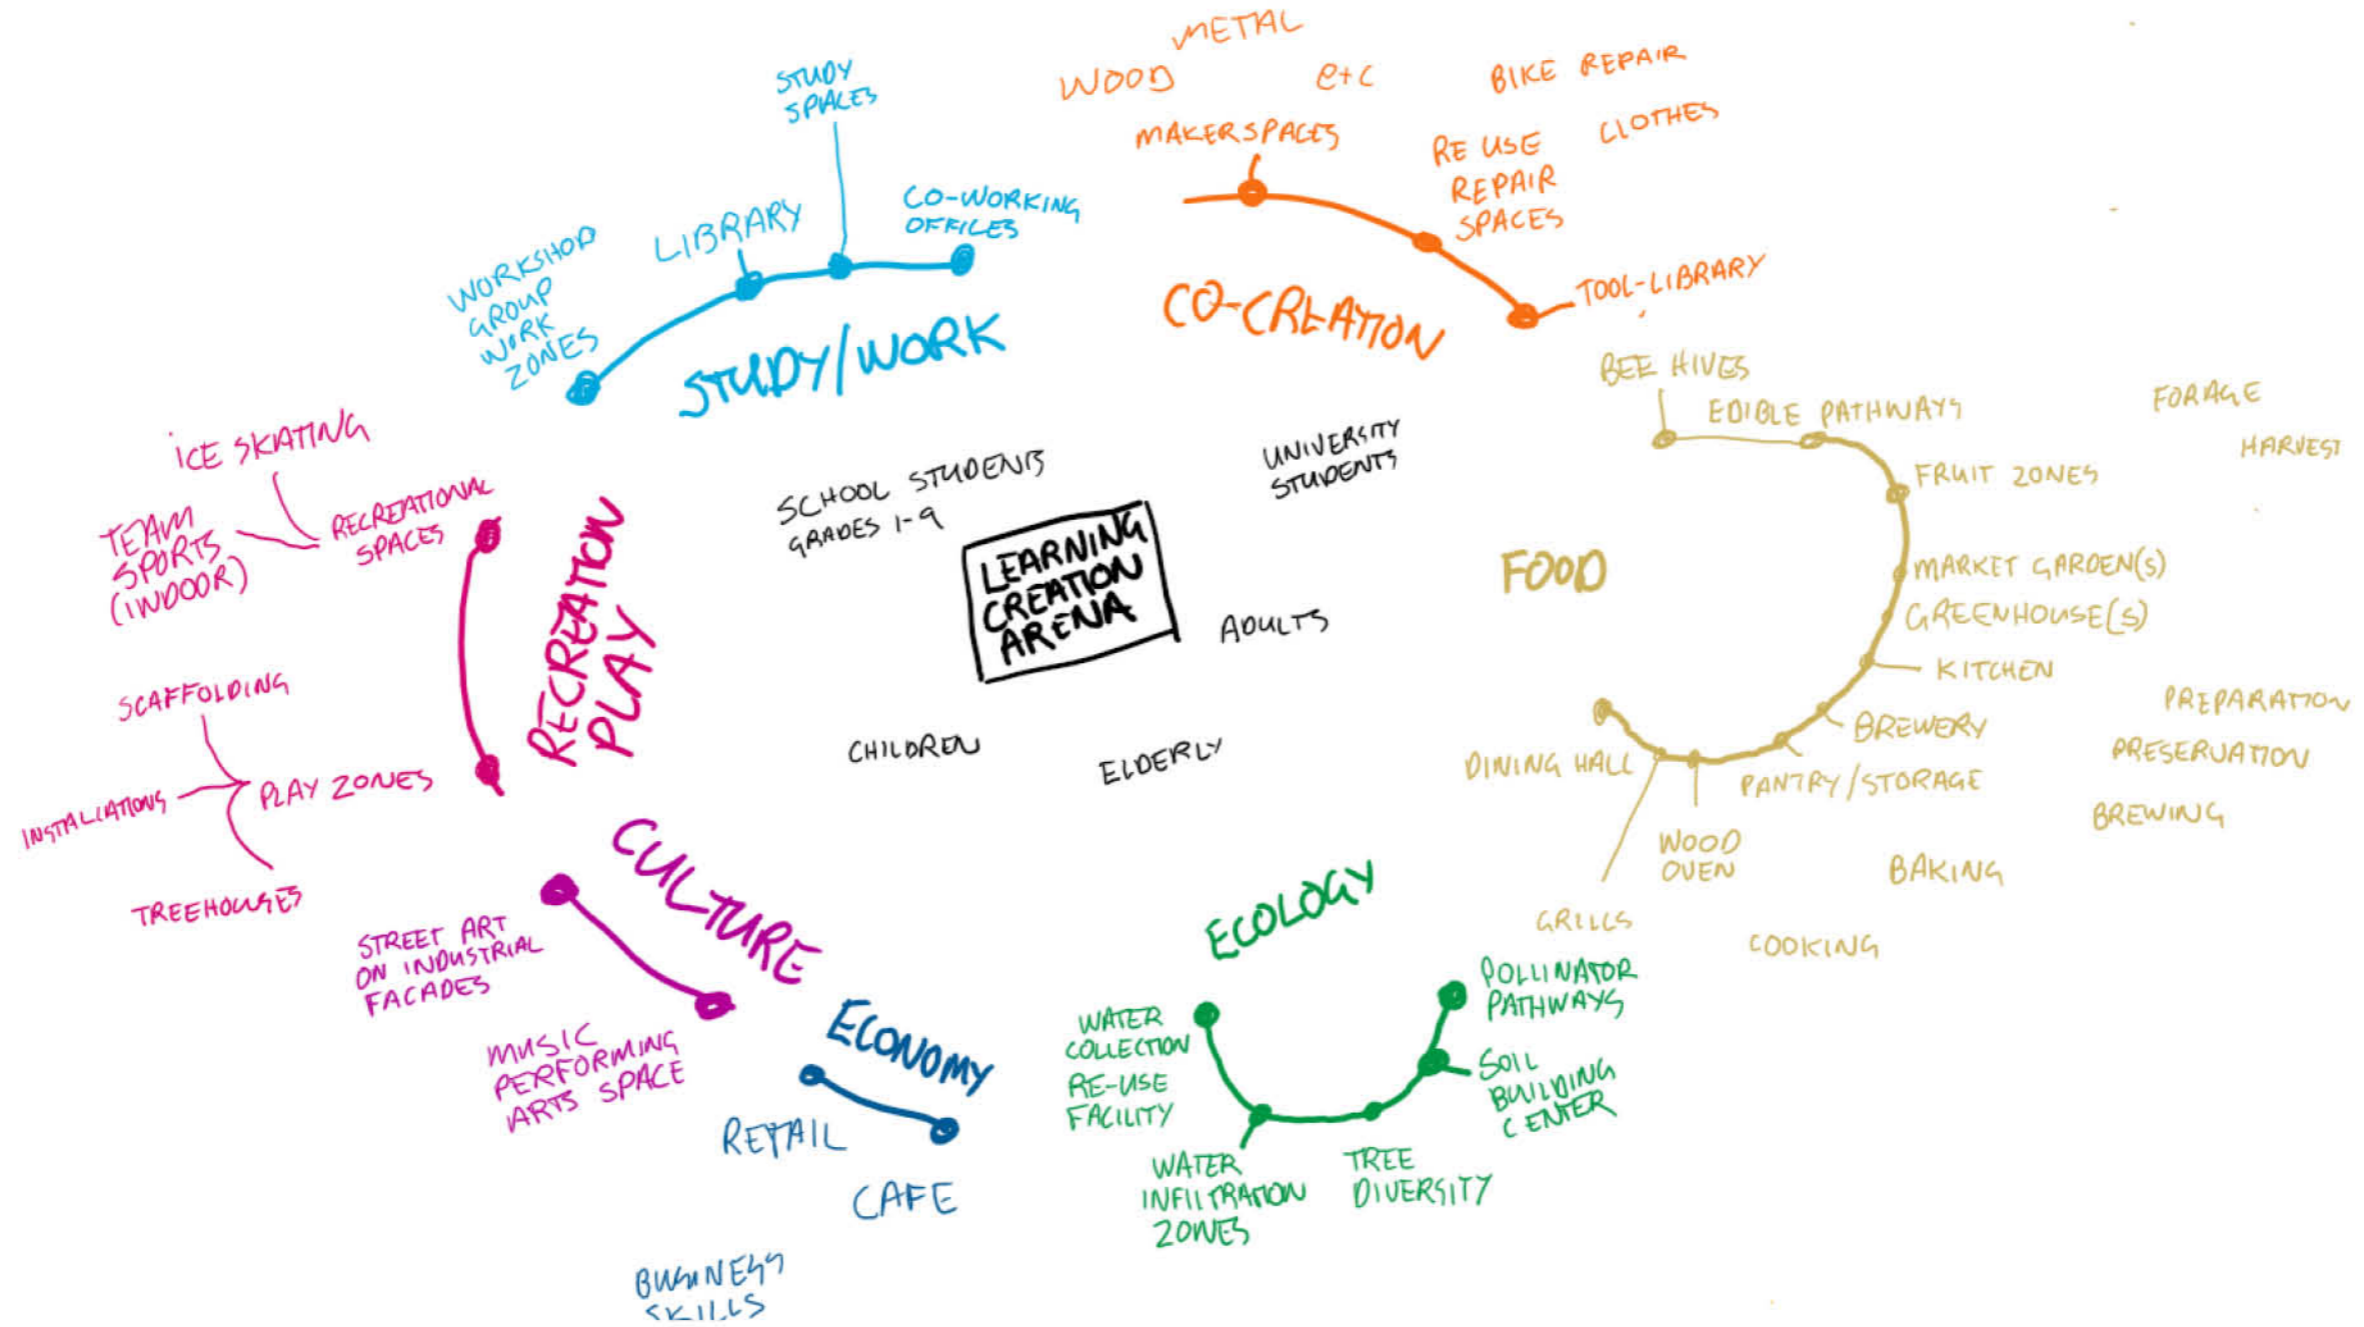 METAL
WOOD
etc
MAKERSPACES
BIKE REPAIR
CLOTHES
RE USE
REPAIR
SPACES
TOOL-LIBRARY
CO-CREATION
STUDY
SPACES
CO-WORKING
OFFICES
LIBRARY
WORKSHOP
GROUP
WORK
ZONES
STUDY/WORK
ICE SKATING
TEAM
SPORTS
(INDOOR)
RECREATIONAL
SPACES
RECREATION
PLAY
SCAFFOLDING
INSTALLATIONS
PLAY ZONES
TREEHOUSES
SCHOOL STUDENTS
GRADES 1-9
UNIVERSITY
STUDENTS
LEARNING
CREATION
ARENA
ADULTS
CHILDREN
ELDERLY
BEE HIVES
EDIBLE PATHWAYS
FORAGE
HARVEST
FRUIT ZONES
FOOD
MARKET GARDEN(S)
GREENHOUSE(S)
KITCHEN
PREPARATION
BREWERY
PRESERVATION
DINING HALL
PANTRY/STORAGE
BREWING
WOOD
OVEN
BAKING
GRILLS
COOKING
CULTURE
STREET ART
ON INDUSTRIAL
FACADES
MUSIC
PERFORMING
ARTS SPACE
ECONOMY
RETAIL
CAFE
BUSINESS
SKILLS
ECOLOGY
WATER
COLLECTION
RE-USE
FACILITY
WATER
INFILTRATION
ZONES
TREE
DIVERSITY
SOIL
BUILDING
CENTER
POLLINATOR
PATHWAYS